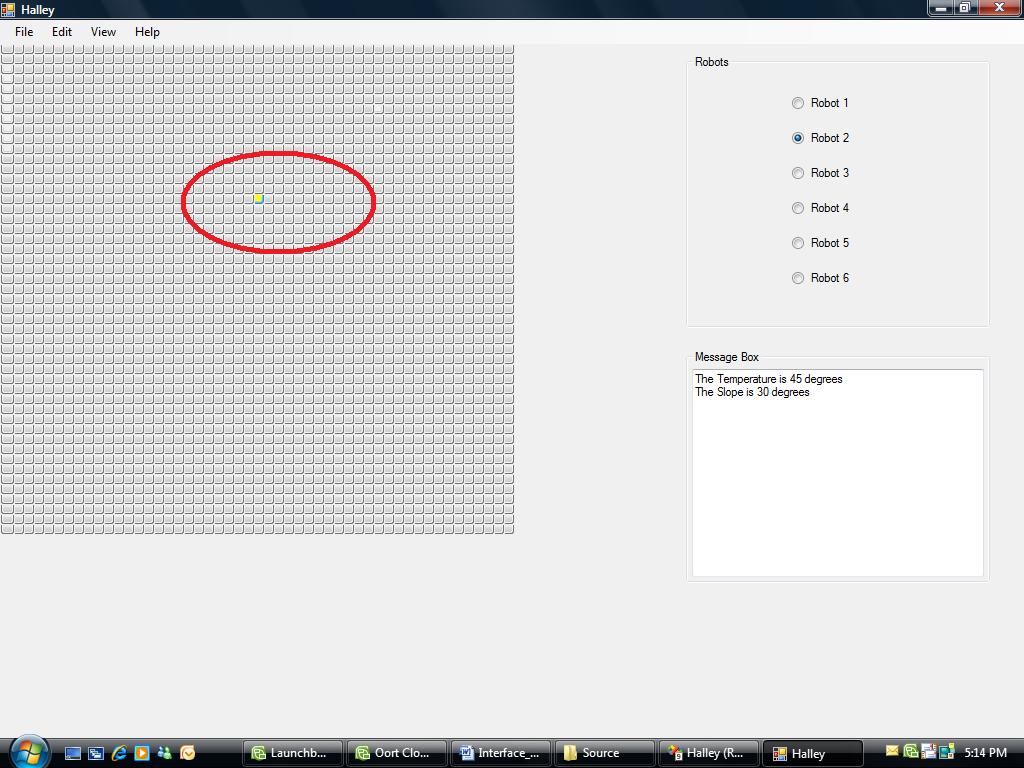 Halley
File Edit View Help
Robots
Robot 1
Robot 2
Robot 3
Robot 4
Robot 5
Robot 6
Message Box
The Temperature is 45 degrees
The Slope is 30 degrees
Launchb... Oort Clo... Interface_... Source Halley (R... Halley 5:14 PM